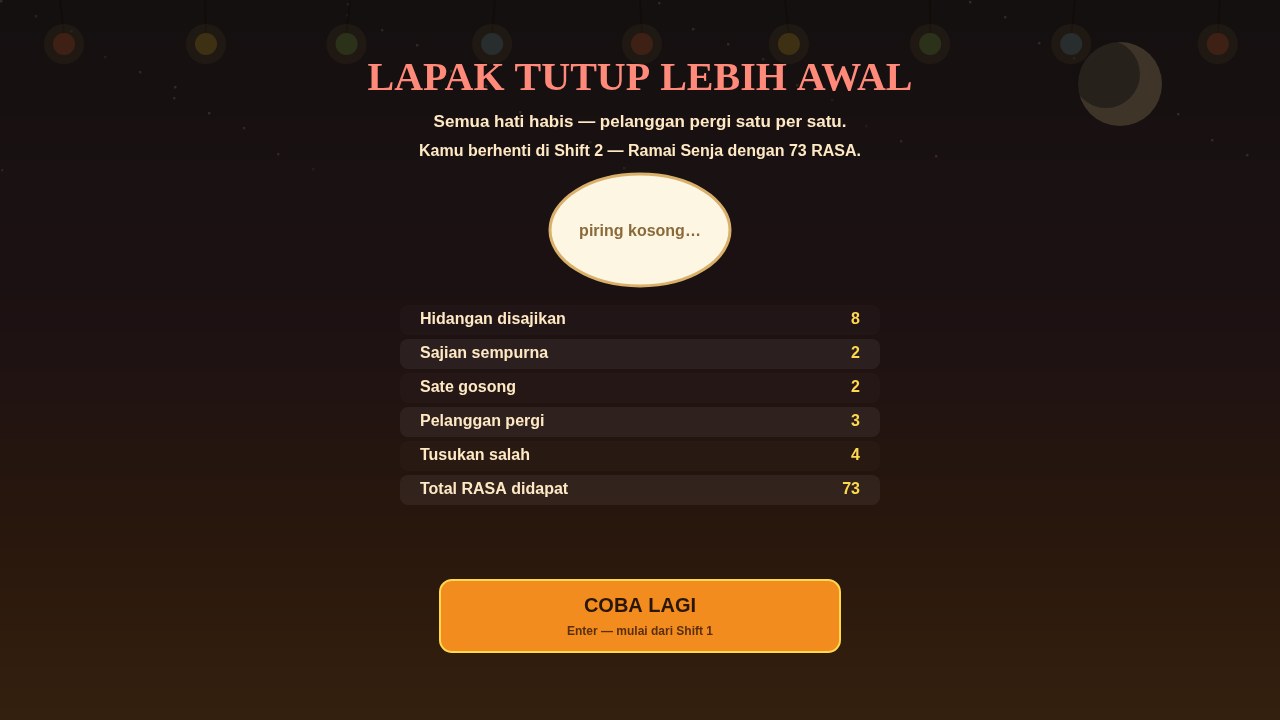 LAPAK TUTUP LEBIH AWAL
Semua hati habis — pelanggan pergi satu per satu.
Kamu berhenti di Shift 2 — Ramai Senja dengan 73 RASA.
piring kosong…
Hidangan disajikan 8
Sajian sempurna 2
Sate gosong 2
Pelanggan pergi 3
Tusukan salah 4
Total RASA didapat 73
COBA LAGI
Enter — mulai dari Shift 1